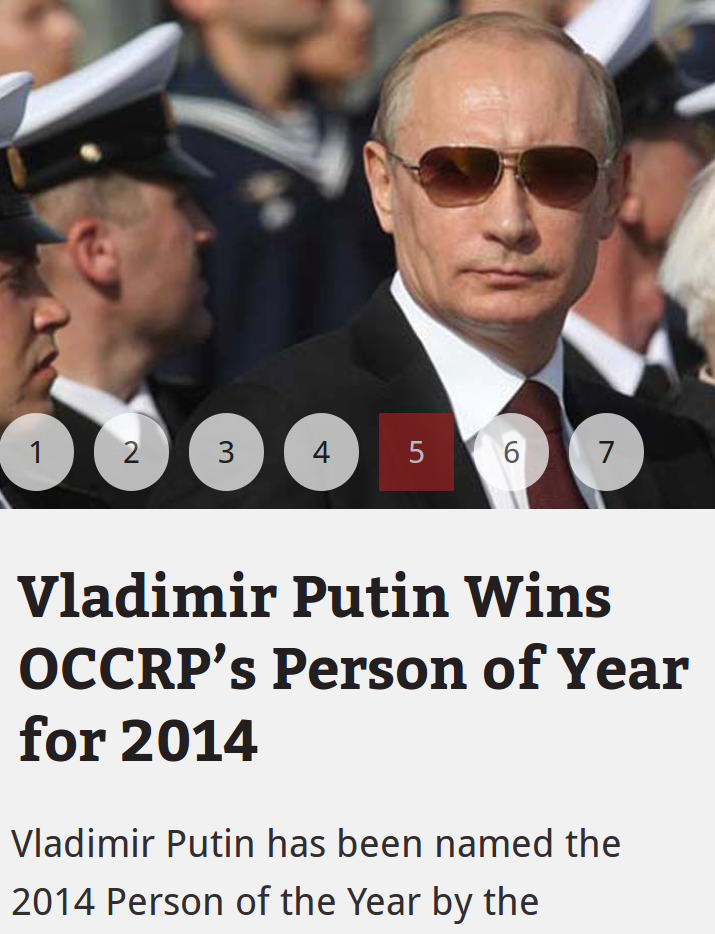 1 2 3 4 5 6 7
Vladimir Putin Wins
OCCRP’s Person of Year
for 2014
Vladimir Putin has been named the
2014 Person of the Year by the